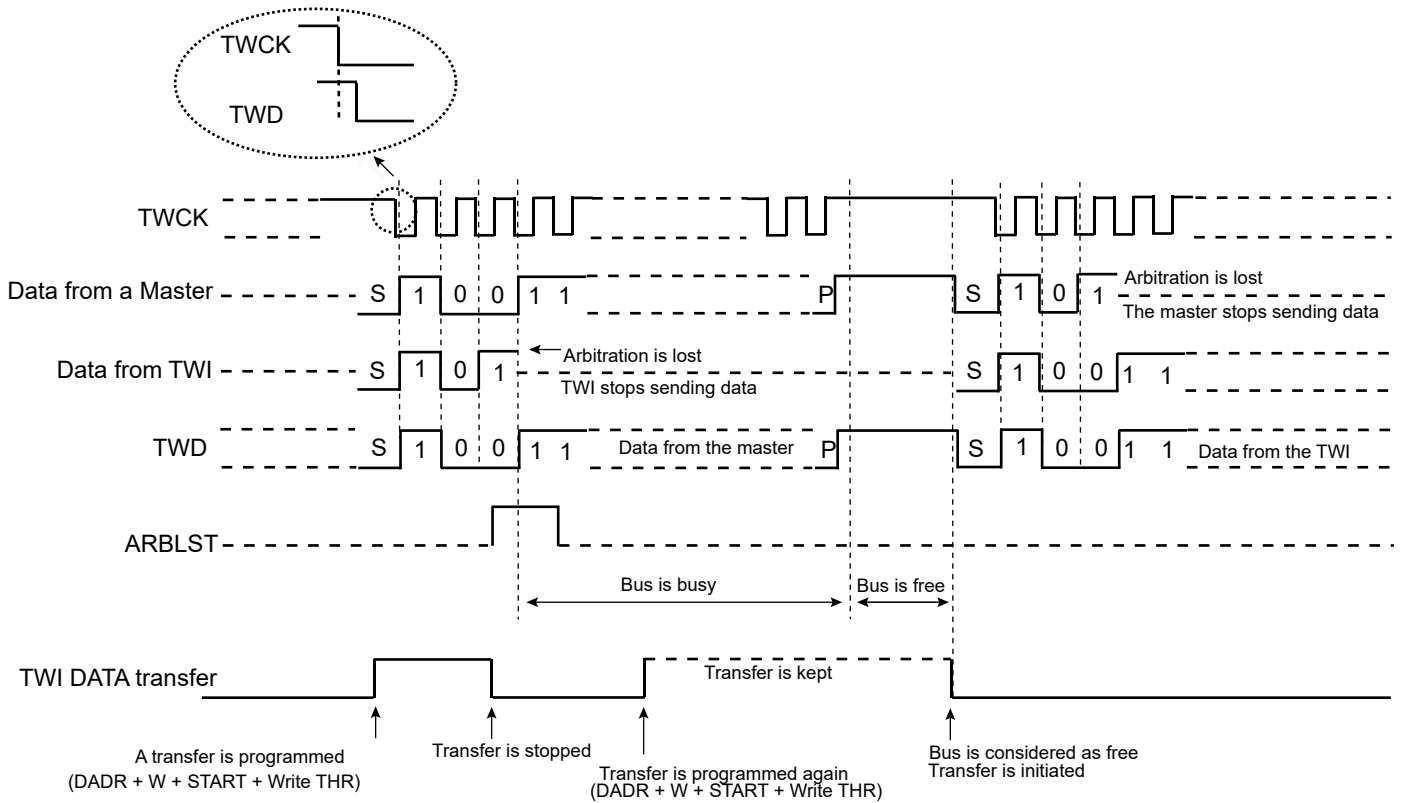 TWCK
TWD
TWCK
Data from a Master S 1 0 0 1 1 P S 1 0 1 Arbitration is lost
The master stops sending data
Data from TWI S 1 0 1 Arbitration is lost S 1 0 0 1 1
TWI stops sending data
TWD S 1 0 0 1 1 Data from the master P S 1 0 0 1 1 Data from the TWI
ARBLST
Bus is busy Bus is free
TWI DATA transfer Transfer is kept
A transfer is programmed
(DADR + W + START + Write THR)
Transfer is stopped
Transfer is programmed again
(DADR + W + START + Write THR)
Bus is considered as free
Transfer is initiated